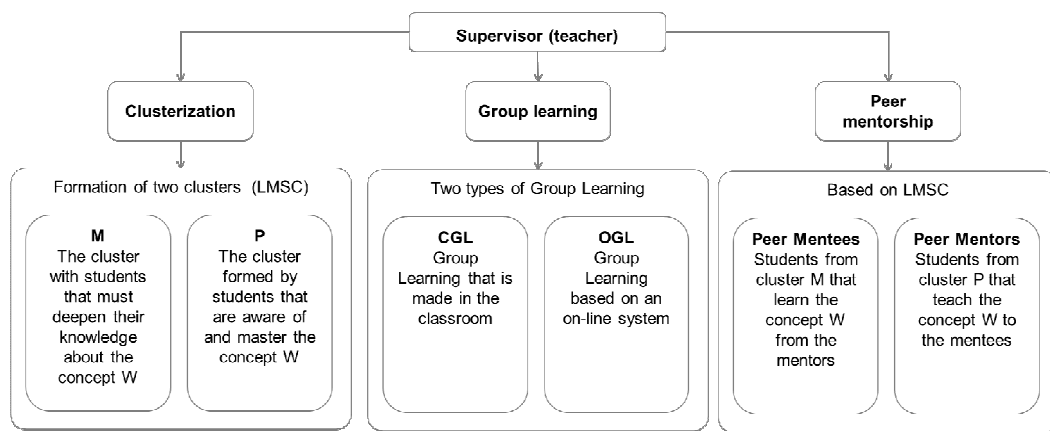 Supervisor (teacher)
Clusterization
Group learning
Peer
mentorship
Formation of two clusters (LMSC)
M
The cluster
with students
that must
deepen their
knowledge
about the
concept W
P
The cluster
formed by
students that
are aware of
and master the
concept W
Two types of Group Learning
CGL
Group
Learning that is
made in the
classroom
OGL
Group
Learning
based on an
on-line system
Based on LMSC
Peer Mentees
Students from
cluster M that
learn the
concept W
from the
mentors
Peer Mentors
Students from
cluster P that
teach the
concept W to
the mentees